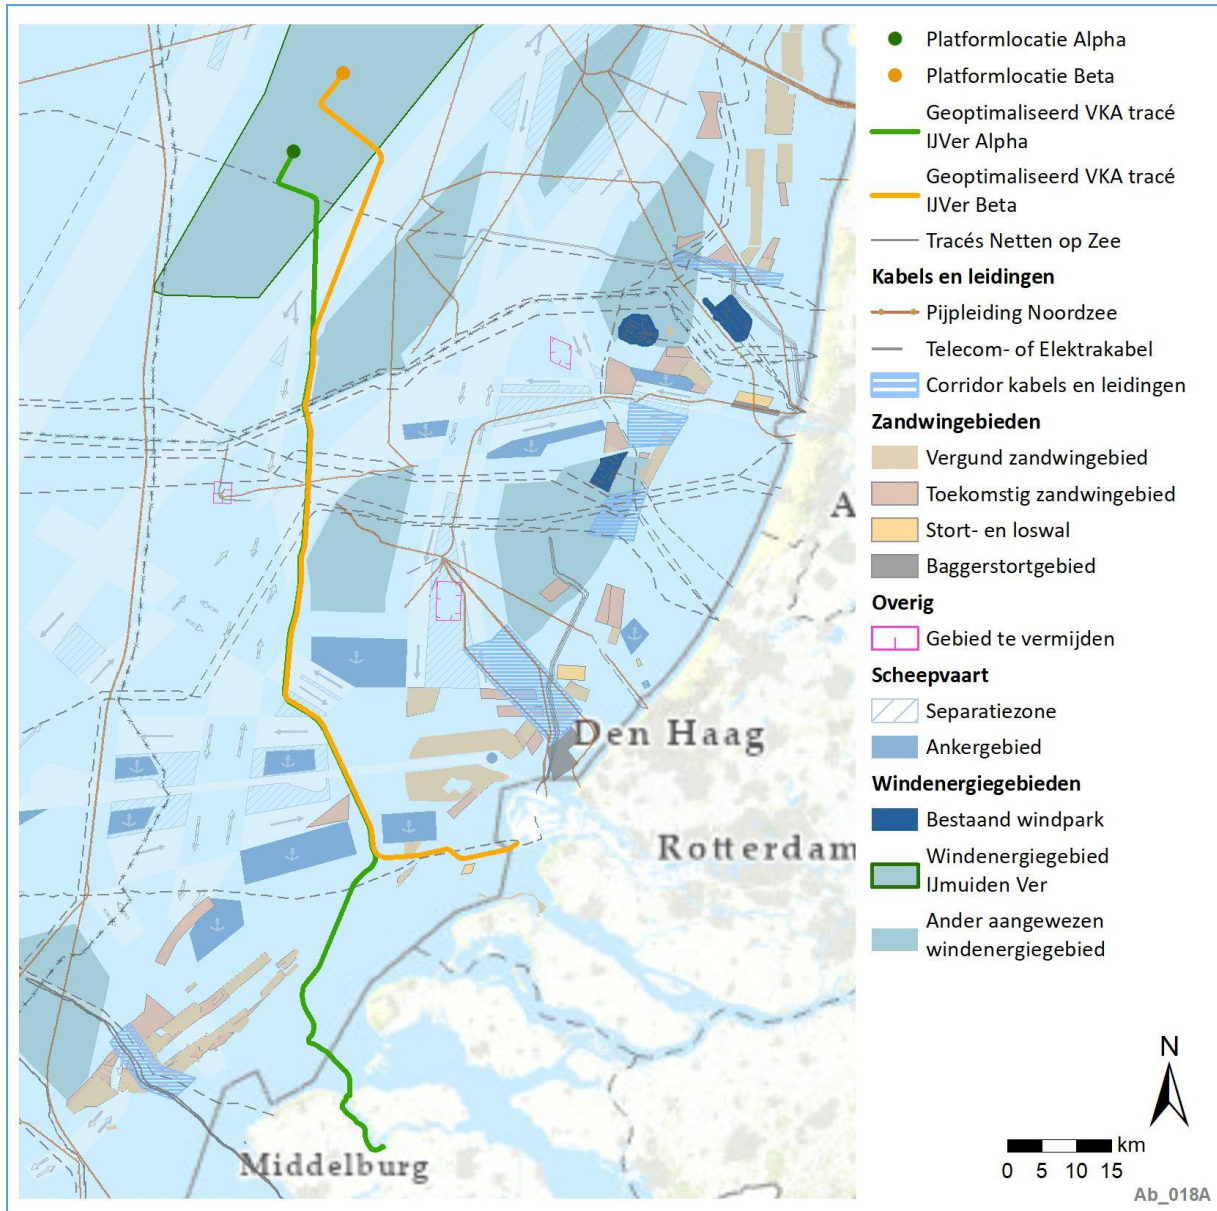 Platformlocatie Alpha
Platformlocatie Beta
Geoptimaliseerd VKA tracé
IJVer Alpha
Geoptimaliseerd VKA tracé
IJVer Beta
Tracés Netten op Zee
Kabels en leidingen
Pijpleiding Noordzee
Telecom- of Elektrakabel
Corridor kabels en leidingen
Zandwingebieden
Vergund zandwingebied
Toekomstig zandwingebied
Stort- en loswal
Baggerstortgebied
Overig
Gebied te vermijden
Scheepvaart
Separatiezone
Ankergebied
Windenergiegebieden
Bestaand windpark
Windenergiegebied
IJmuiden Ver
Ander aangewezen
windenergiegebied
A
Den Haag
Rotterdam
Middelburg
N
km
0 5 10 15
Ab_018A